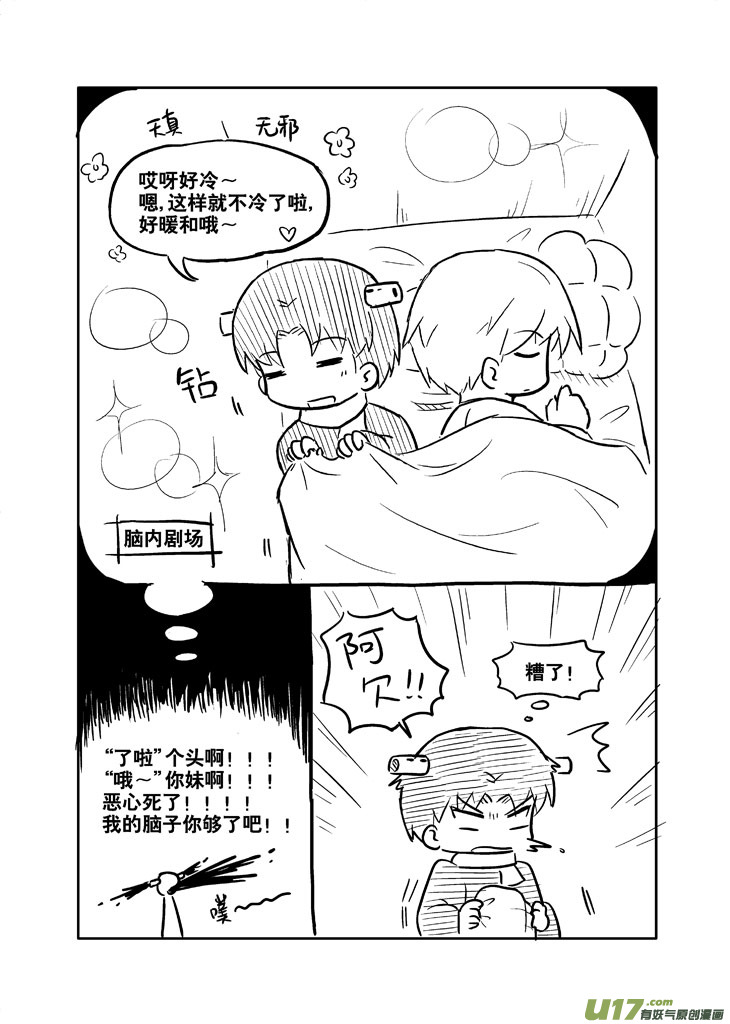 天真、无邪
哎呀好冷～
嗯，这样就不冷了啦，
好暖和哦～
钻
脑内剧场
“了啦”个头啊！！！
“哦～”你妹啊！！！
恶心死了！！！！
我的脑子你够了吧！！
噗～～
阿欠!!
糟了！
U17.com
有妖气原创漫画